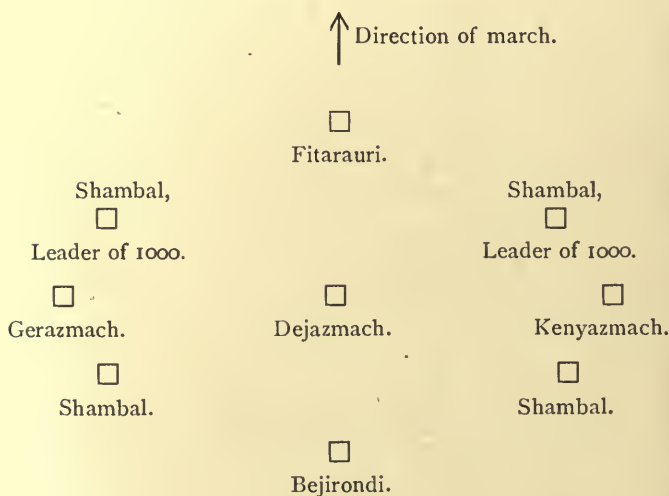 Direction of march.
Fitarauri.
Shambal, Shambal,
Leader of 1000. Leader of 1000.
Gerazmach. Dejazmach. Kenyazmach.
Shambal. Shambal.
Bejirondi.